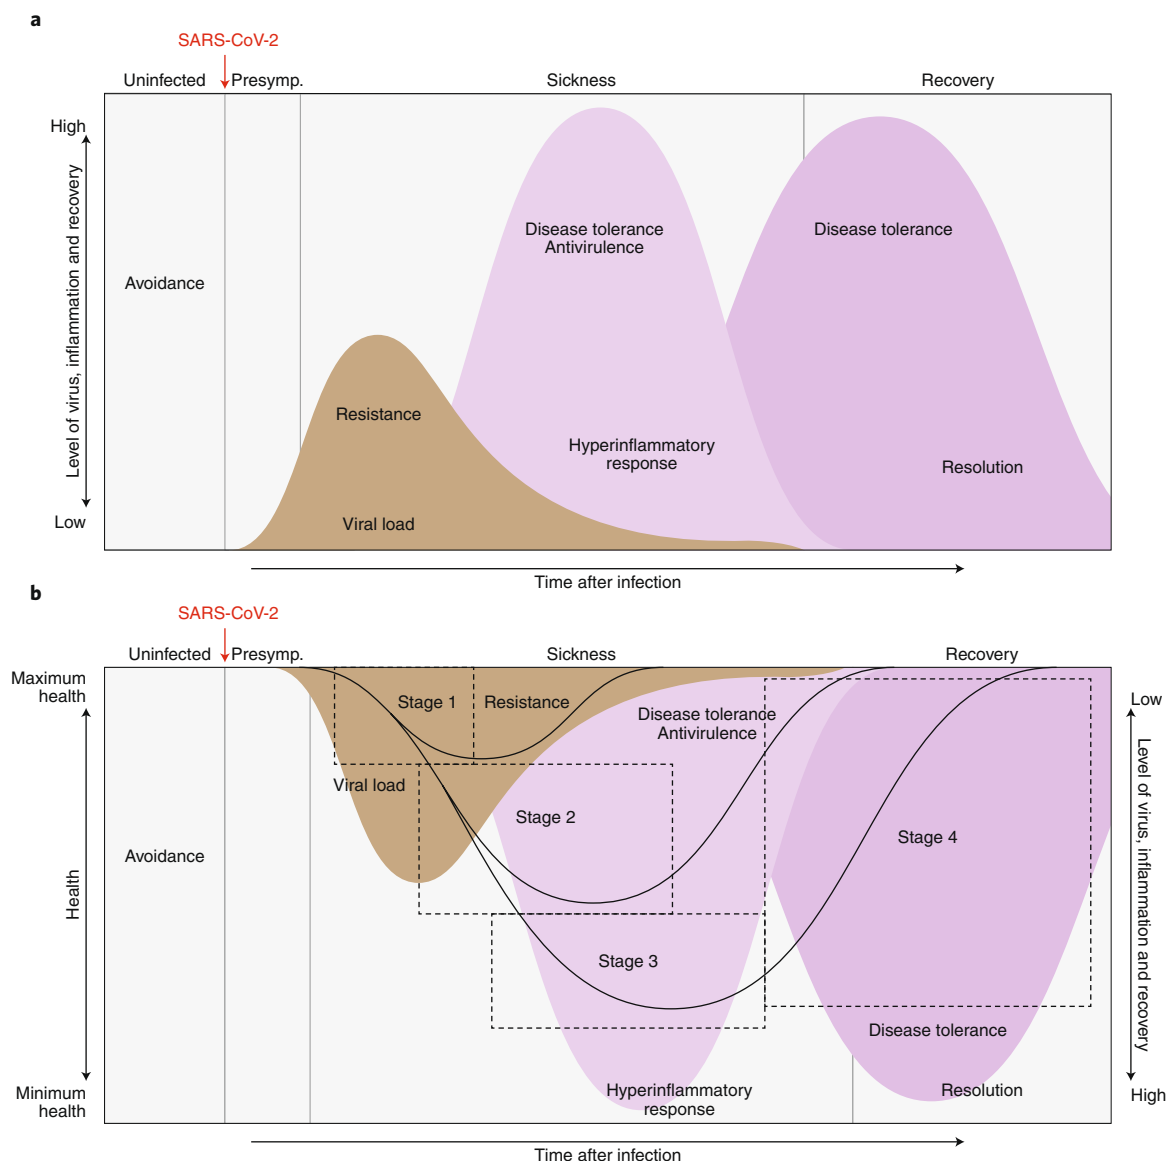 a
SARS-CoV-2
Uninfected
Presymp.
Sickness
Recovery
High
Level of virus, inflammation and recovery
Low
Avoidance
Disease tolerance
Antivirulence
Disease tolerance
Resistance
Hyperinflammatory
response
Resolution
Viral load
Time after infection
b
SARS-CoV-2
Uninfected
Presymp.
Sickness
Recovery
Maximum
health
Health
Minimum
health
Low
Level of virus, inflammation and recovery
High
Stage 1
Resistance
Disease tolerance
Antivirulence
Viral load
Stage 2
Stage 4
Avoidance
Stage 3
Disease tolerance
Hyperinflammatory
response
Resolution
Time after infection